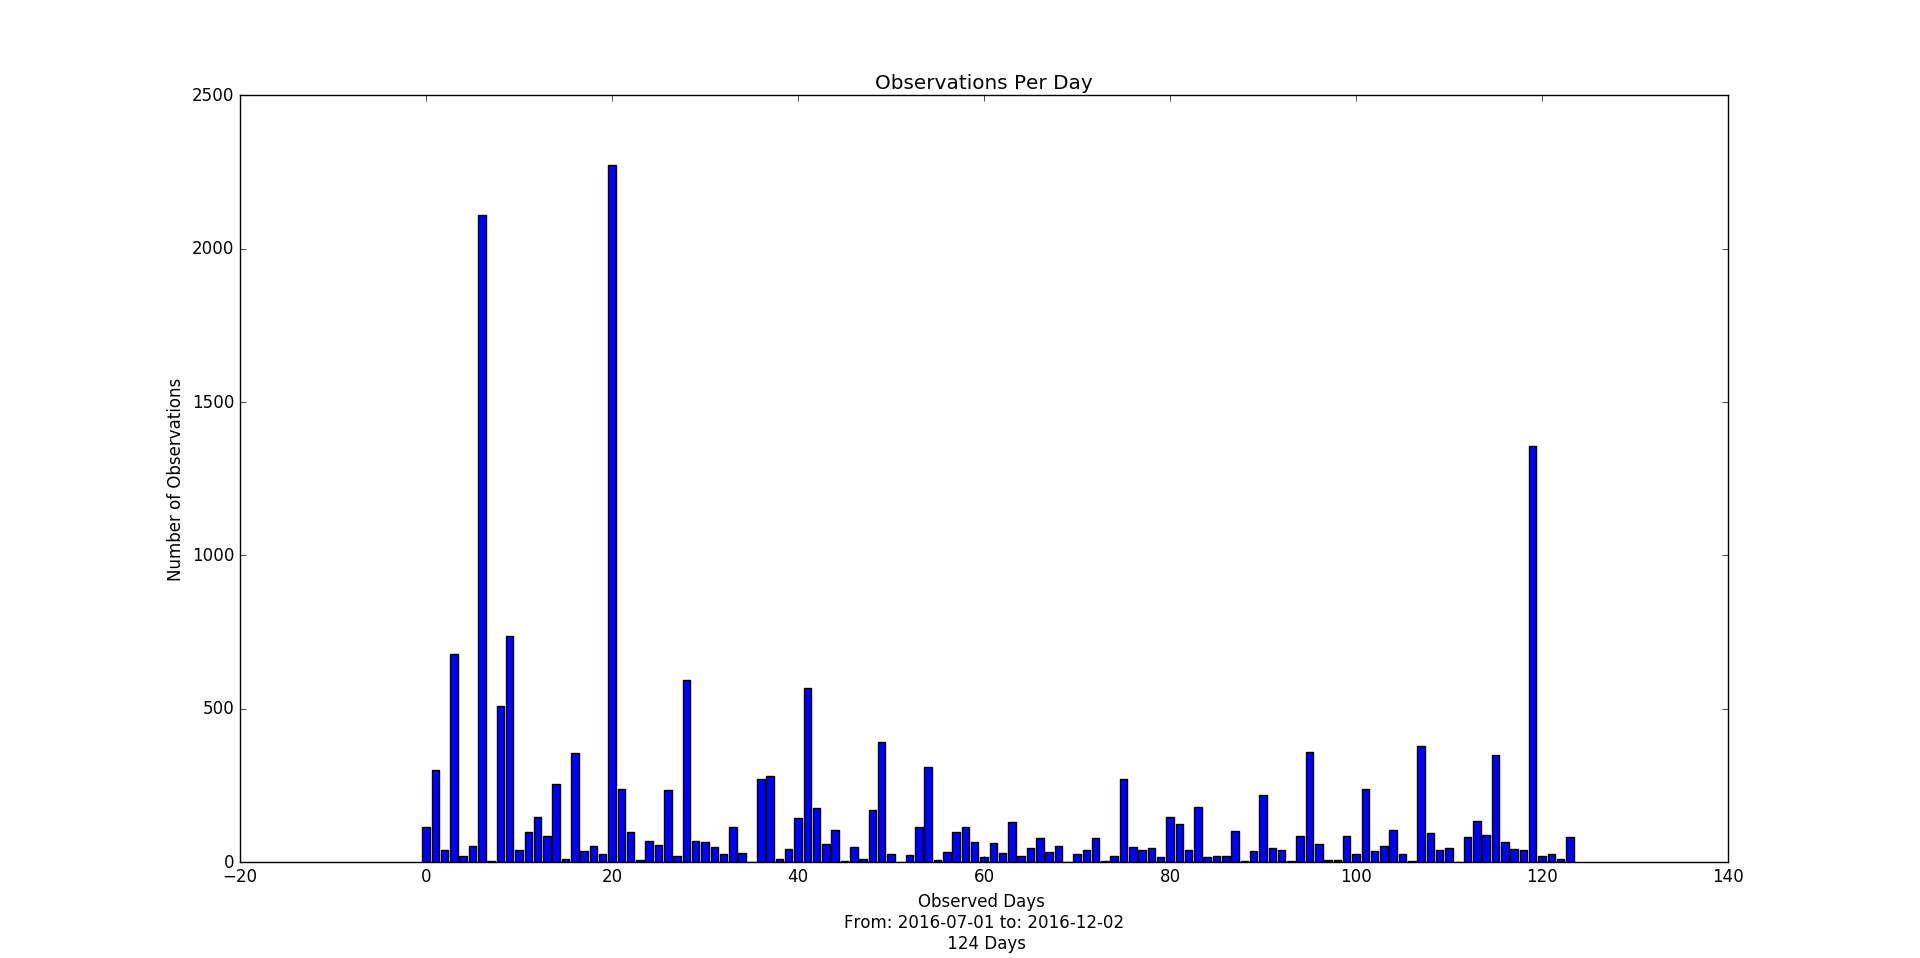 Observations Per Day
2500
2000
1500
1000
500
0
Number of Observations
−20 0 20 40 60 80 100 120 140
Observed Days
From: 2016-07-01 to: 2016-12-02
124 Days